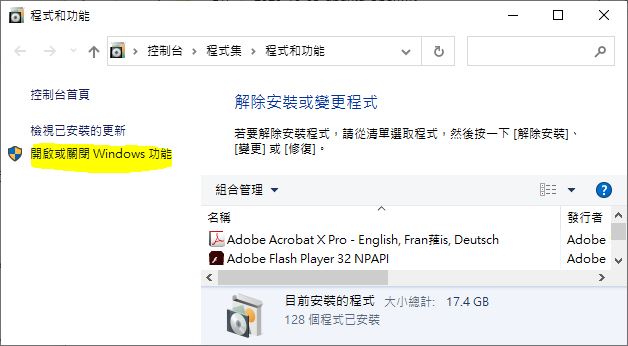 程式和功能
控制台 程式集 程式和功能
控制台首頁
檢視已安裝的更新
開啟或關閉 Windows 功能
解除安裝或變更程式
若要解除安裝程式，請從清單選取程式，然後按一下 [解除安裝]、
[變更] 或 [修復]。
組合管理
名稱 發行者
Adobe Acrobat X Pro - English, Fran蓷is, Deutsch Adobe
Adobe Flash Player 32 NPAPI Adobe
目前安裝的程式 大小總計: 17.4 GB
128 個程式已安裝